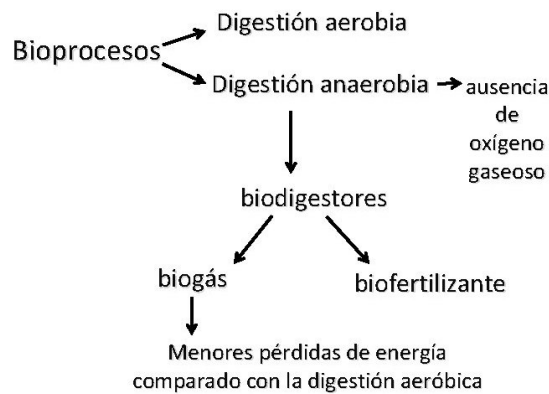 Digestión aerobia
Bioprocesos
Digestión anaerobia
ausencia
de
oxígeno
gaseoso
biodigestores
biogás
biofertilizante
Menores pérdidas de energía
comparado con la digestión aeróbica